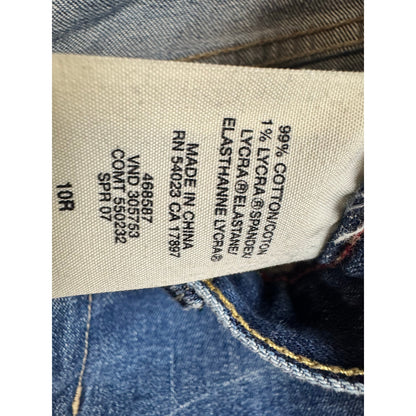 99% COTTON/COTON
1% LYCRA®SPANDEX/
LYCRA®ELASTANE/
ELASTHANNE LYCRA®
MADE IN CHINA
RN 54023 CA 17897
468587
VND 305753
COMT 550232
SPR 07
10R